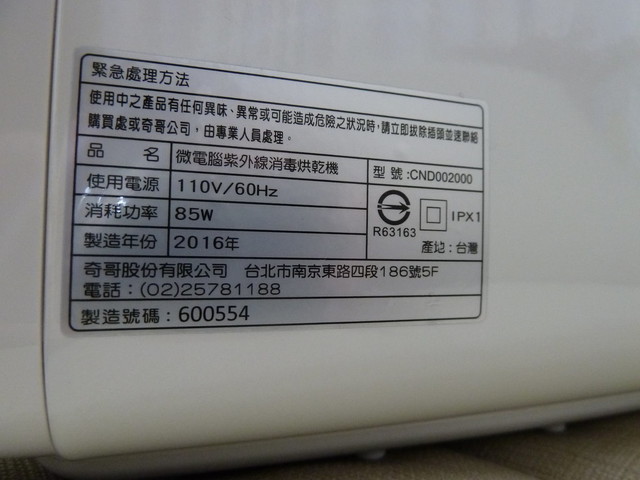 緊急處理方法
使用中之產品有任何異味、異常或可能造成危險之狀況時,請立即拔除插頭並速聯絡
購買處或奇哥公司,由專業人員處理。
品 名 微電腦紫外線消毒烘乾機 型號:CND002000
使用電源 110V/60Hz
消耗功率 85W
R63163 IPX1
製造年份 2016年 產地:台灣
奇哥股份有限公司 台北市南京東路四段186號5F
電話:(02)25781188
製造號碼:600554